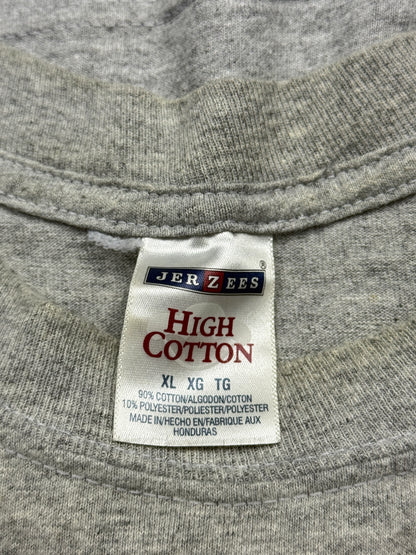 JERZEES®
HIGH
COTTON
XL XG TG
90% COTTON/ALGODON/COTON
10% POLYESTER/POLIESTER/POLYESTER
MADE IN/HECHO EN/FABRIQUE AUX
HONDURAS